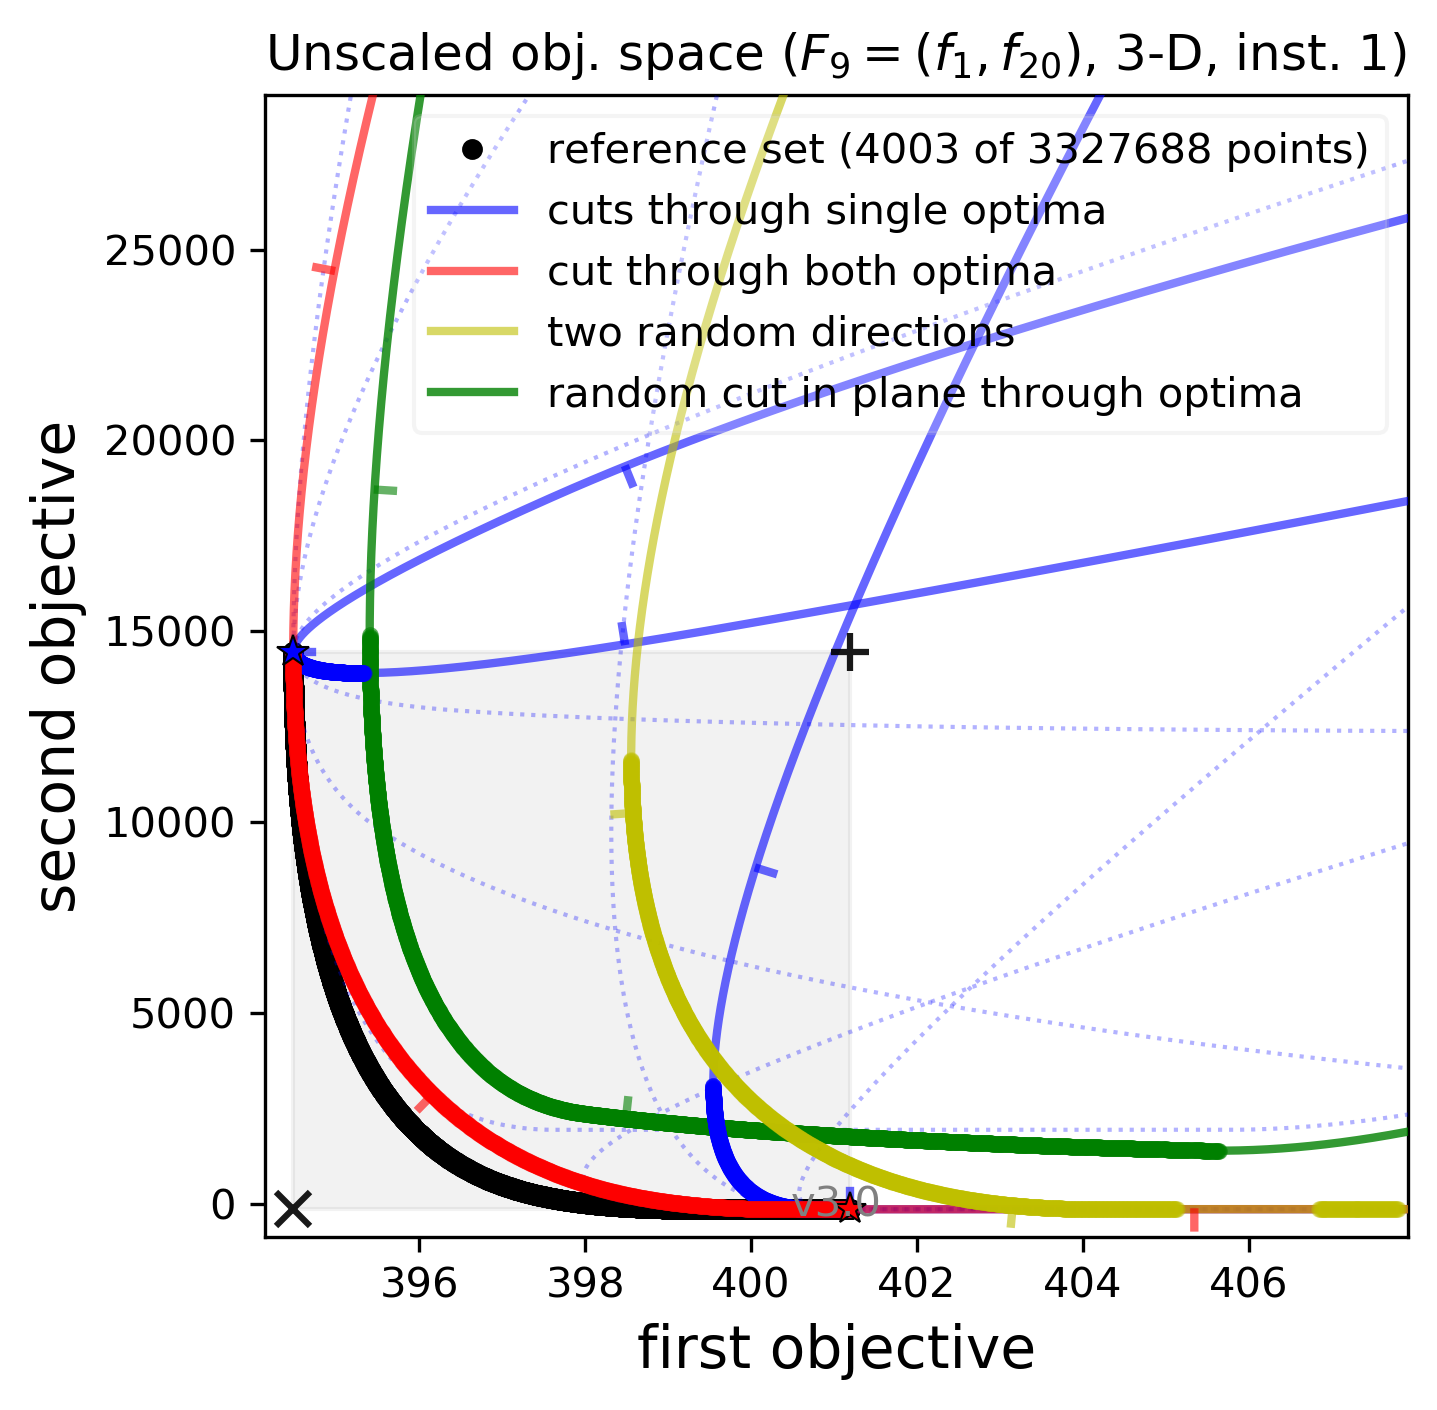 Unscaled obj. space (F₉ = (f₁, f₂₀), 3-D, inst. 1)
reference set (4003 of 3327688 points)
cuts through single optima
cut through both optima
two random directions
random cut in plane through optima
second objective
25000
20000
15000
10000
5000
0
v3.0
396 398 400 402 404 406
first objective